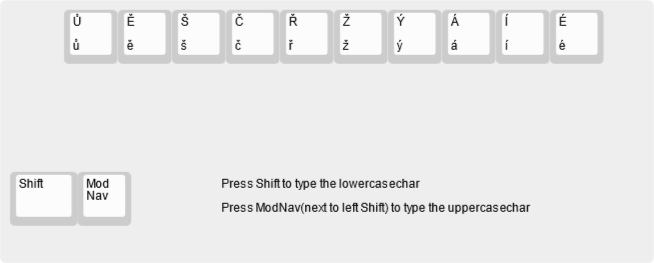 Ů Ě Š Č Ř Ž Ý Á Í É
ů ě š č ř ž ý á í é
Shift Mod
Nav
Press Shift to type the lowercasechar
Press ModNav(next to left Shift) to type the uppercasechar